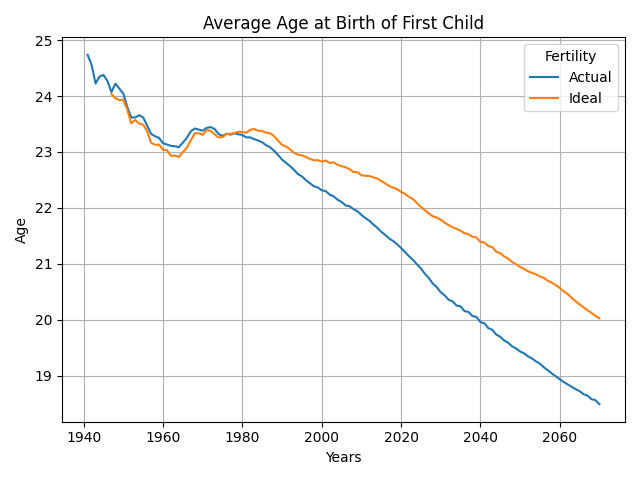 Average Age at Birth of First Child
25
24
23
22
21
20
19
Age
Fertility
Actual
Ideal
1940 1960 1980 2000 2020 2040 2060
Years